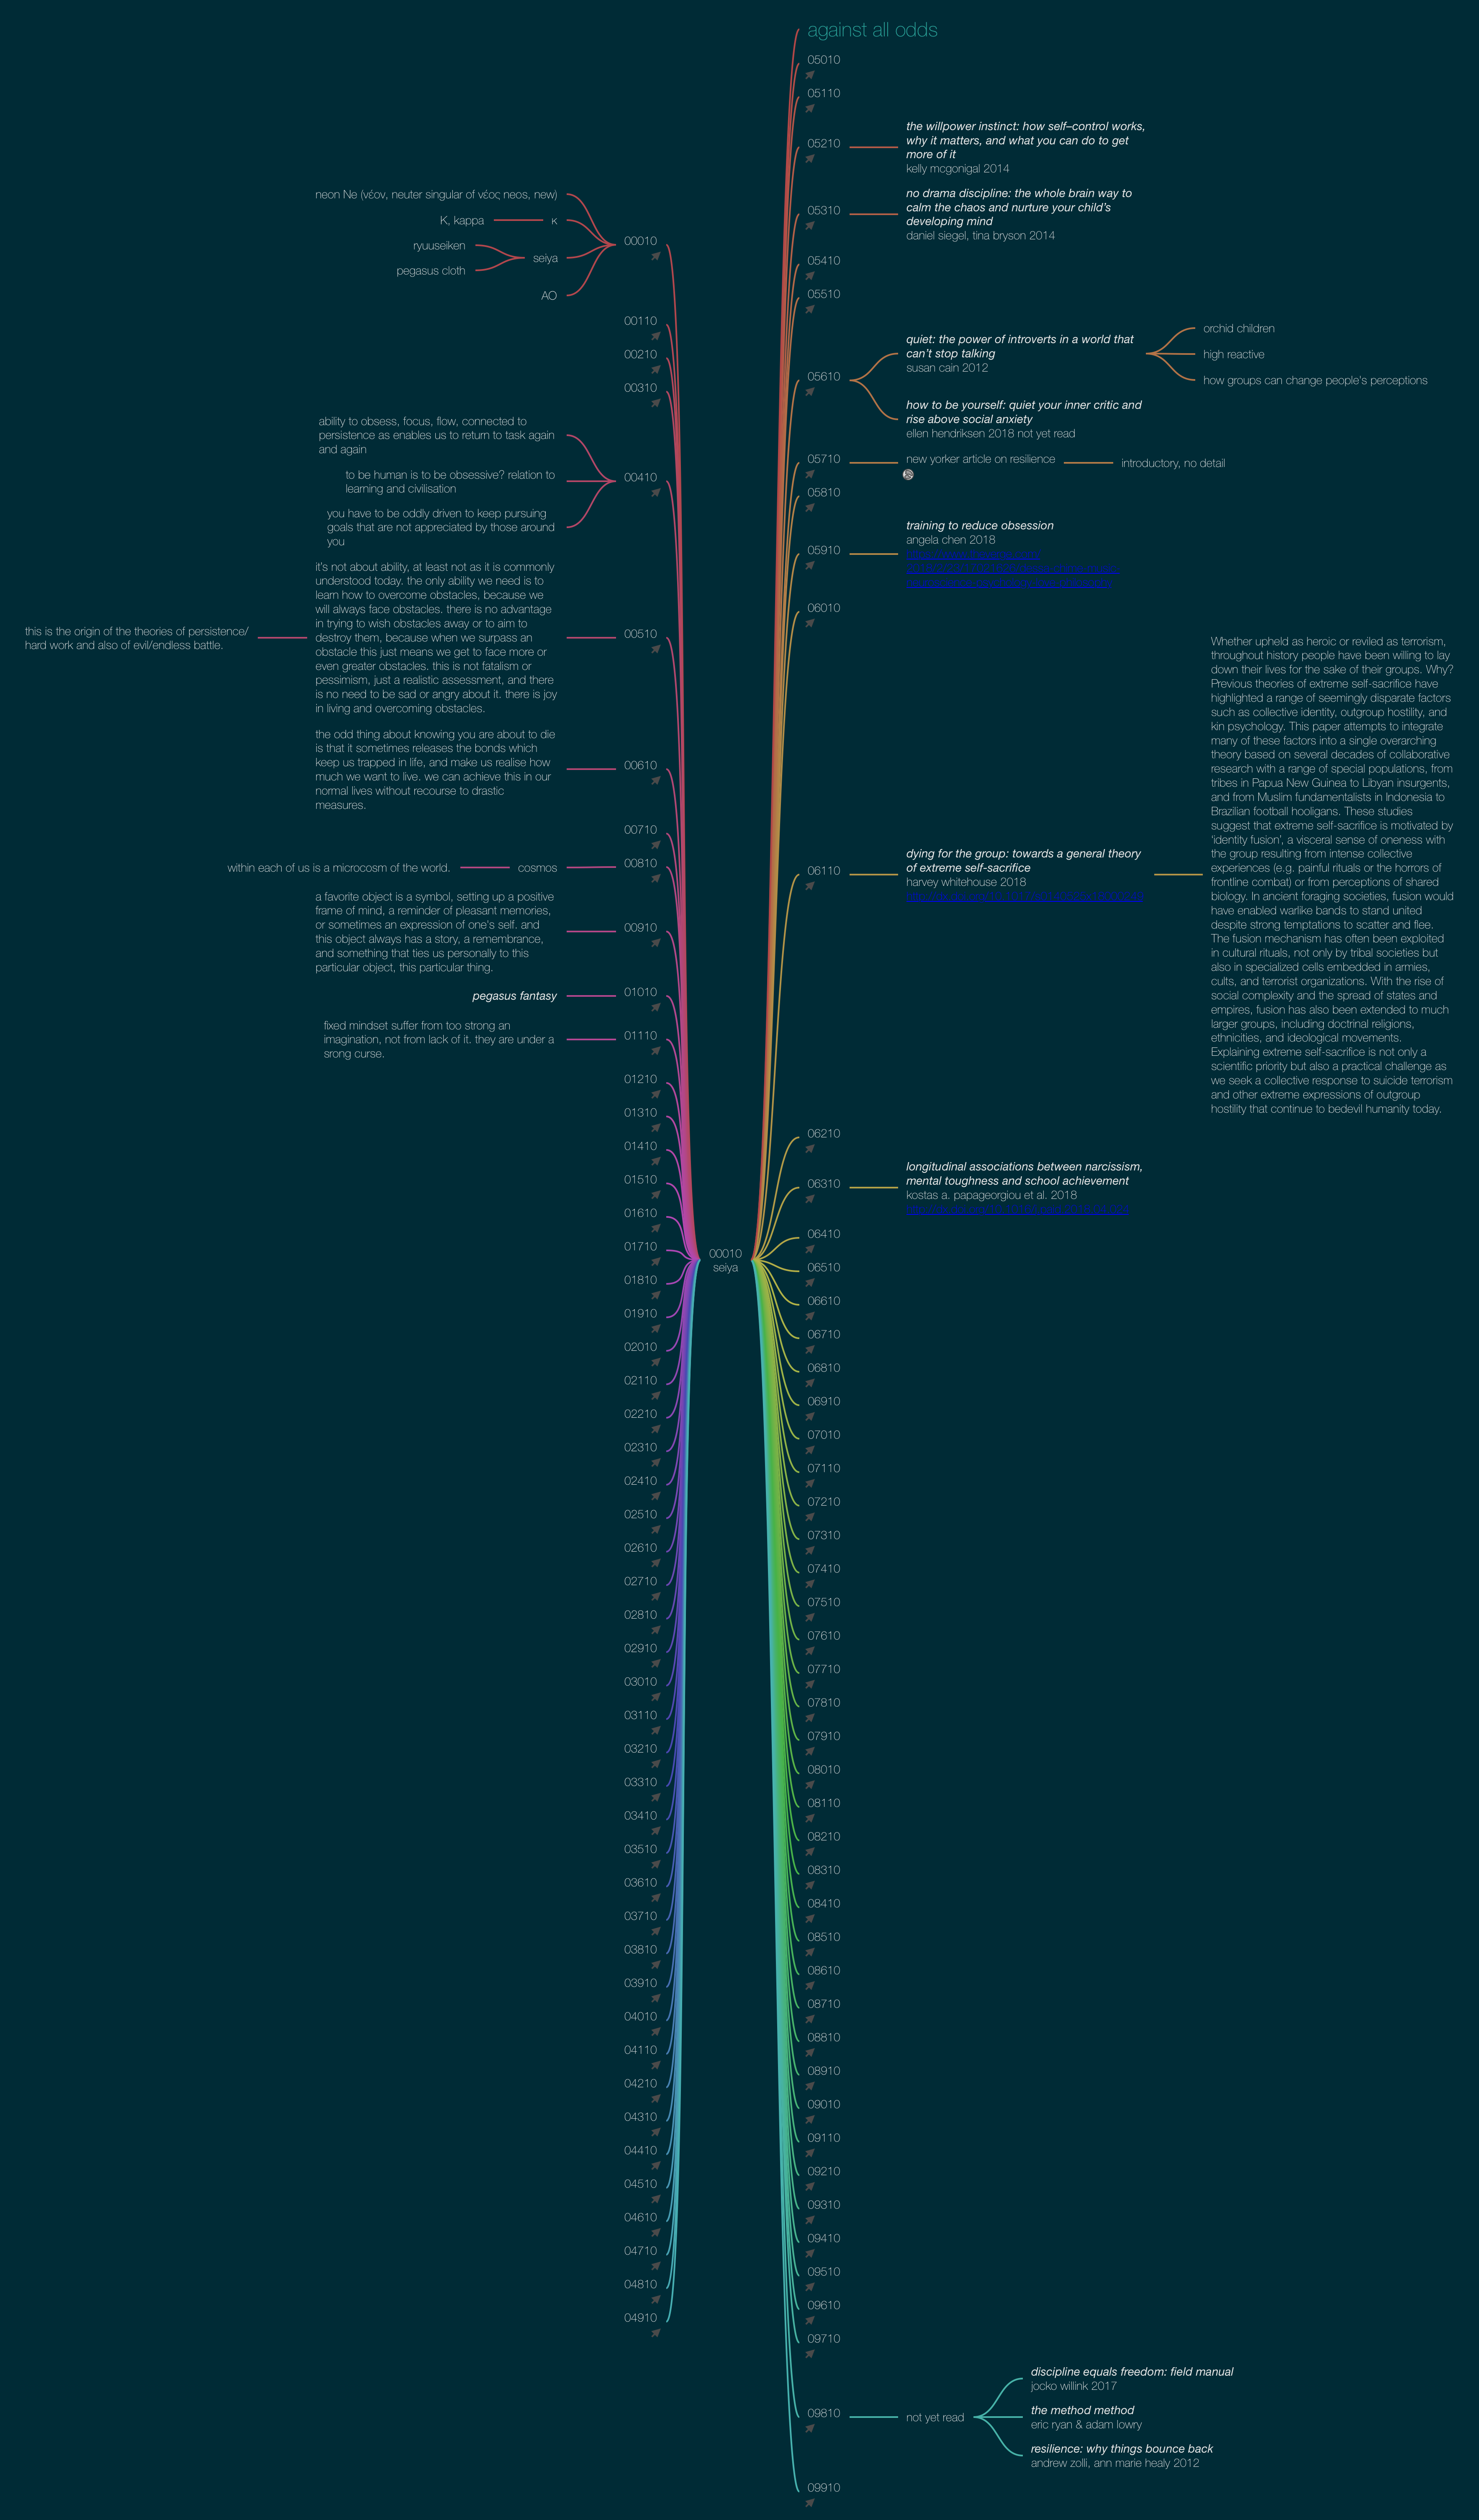 against all odds
05010
05110
05210
the willpower instinct: how self–control works,
why it matters, and what you can do to get
more of it
kelly mcgonigal 2014
05310
no drama discipline: the whole brain way to
calm the chaos and nurture your child's
developing mind
daniel siegel, tina bryson 2014
05410
05510
05610
quiet: the power of introverts in a world that
can't stop talking
susan cain 2012
orchid children
high reactive
how groups can change people's perceptions
how to be yourself: quiet your inner critic and
rise above social anxiety
ellen hendriksen 2018 not yet read
05710
new yorker article on resilience
introductory, no detail
05810
05910
training to reduce obsession
angela chen 2018
06010
06110
dying for the group: towards a general theory
of extreme self-sacrifice
harvey whitehouse 2018
Whether upheld as heroic or reviled as terrorism,
throughout history people have been willing to lay
down their lives for the sake of their groups. Why?
Previous theories of extreme self-sacrifice have
highlighted a range of seemingly disparate factors
such as collective identity, outgroup hostility, and
kin psychology. This paper attempts to integrate
many of these factors into a single overarching
theory based on several decades of collaborative
research with a range of special populations, from
tribes in Papua New Guinea to Libyan insurgents,
and from Muslim fundamentalists in Indonesia to
Brazilian football hooligans. These studies
suggest that extreme self-sacrifice is motivated by
'identity fusion', a visceral sense of oneness with
the group resulting from intense collective
experiences (e.g. painful rituals or the horrors of
frontline combat) or from perceptions of shared
biology. In ancient foraging societies, fusion would
have enabled warlike bands to stand united
despite strong temptations to scatter and flee.
The fusion mechanism has often been exploited
in cultural rituals, not only by tribal societies but
also in specialized cells embedded in armies,
cults, and terrorist organizations. With the rise of
social complexity and the spread of states and
empires, fusion has also been extended to much
larger groups, including doctrinal religions,
ethnicities, and ideological movements.
Explaining extreme self-sacrifice is not only a
scientific priority but also a practical challenge as
we seek a collective response to suicide terrorism
and other extreme expressions of outgroup
hostility that continue to bedevil humanity today.
06210
06310
longitudinal associations between narcissism,
mental toughness and school achievement
kostas a. papageorgiou et al. 2018
06410
06510
06610
06710
06810
06910
07010
07110
07210
07310
07410
07510
07610
07710
07810
07910
08010
08110
08210
08310
08410
08510
08610
08710
08810
08910
09010
09110
09210
09310
09410
09510
09610
09710
09810
not yet read
discipline equals freedom: field manual
jocko willink 2017
the method method
eric ryan & adam lowry
resilience: why things bounce back
andrew zolli, ann marie healy 2012
09910
00010
seiya
00010
neon Ne (νέον, neuter singular of νέος neos, new)
κ
K, kappa
seiya
ryuuseiken
pegasus cloth
AO
00110
00210
00310
00410
ability to obsess, focus, flow, connected to
persistence as enables us to return to task again
and again
to be human is to be obsessive? relation to
learning and civilisation
you have to be oddly driven to keep pursuing
goals that are not appreciated by those around
you
00510
it's not about ability, at least not as it is commonly
understood today. the only ability we need is to
learn how to overcome obstacles, because we
will always face obstacles. there is no advantage
in trying to wish obstacles away or to aim to
destroy them, because when we surpass an
obstacle this just means we get to face more or
even greater obstacles. this is not fatalism or
pessimism, just a realistic assessment, and there
is no need to be sad or angry about it. there is joy
in living and overcoming obstacles.
this is the origin of the theories of persistence/
hard work and also of evil/endless battle.
00610
the odd thing about knowing you are about to die
is that it sometimes releases the bonds which
keep us trapped in life, and make us realise how
much we want to live. we can achieve this in our
normal lives without recourse to drastic
measures.
00710
00810
cosmos
within each of us is a microcosm of the world.
00910
a favorite object is a symbol, setting up a positive
frame of mind, a reminder of pleasant memories,
or sometimes an expression of one's self. and
this object always has a story, a remembrance,
and something that ties us personally to this
particular object, this particular thing.
01010
pegasus fantasy
01110
fixed mindset suffer from too strong an
imagination, not from lack of it. they are under a
strong curse.
01210
01310
01410
01510
01610
01710
01810
01910
02010
02110
02210
02310
02410
02510
02610
02710
02810
02910
03010
03110
03210
03310
03410
03510
03610
03710
03810
03910
04010
04110
04210
04310
04410
04510
04610
04710
04810
04910